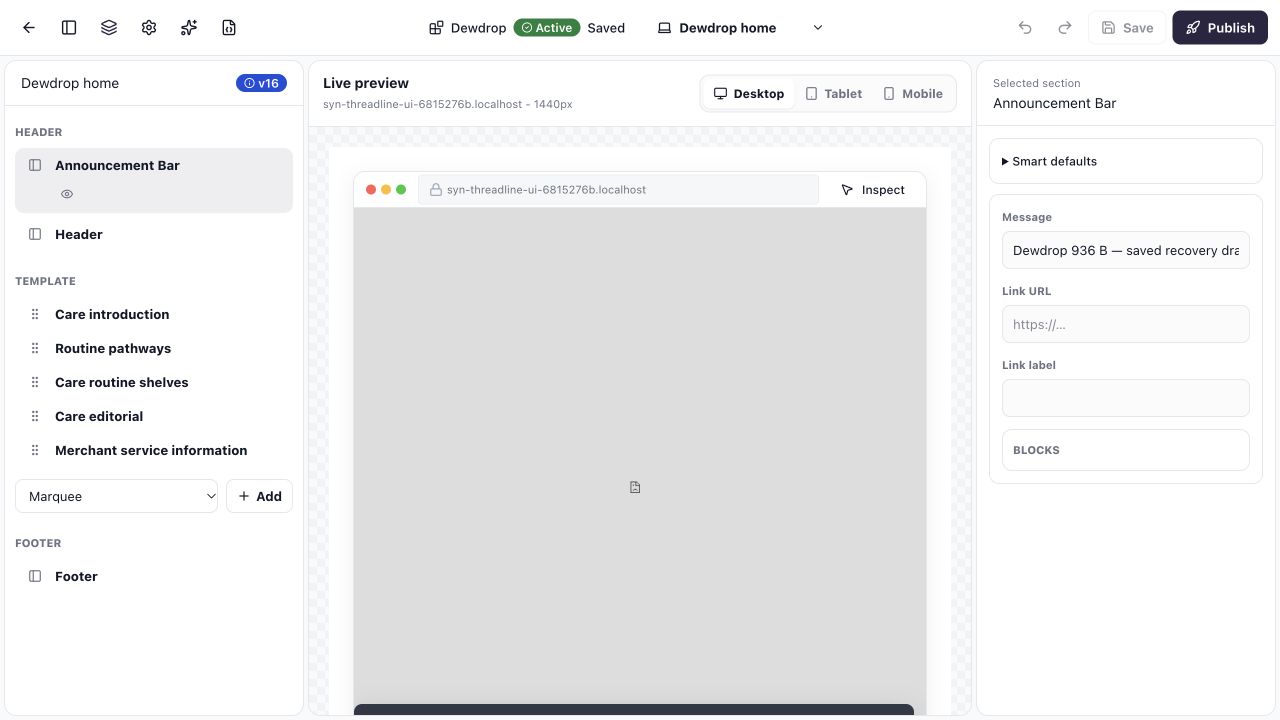 Dewdrop
Active
Saved
Dewdrop home
Save
Publish
Dewdrop home
v16
HEADER
Announcement Bar
Header
TEMPLATE
Care introduction
Routine pathways
Care routine shelves
Care editorial
Merchant service information
Marquee
Add
FOOTER
Footer
Live preview
syn-threadline-ui-6815276b.localhost - 1440px
Desktop
Tablet
Mobile
syn-threadline-ui-6815276b.localhost
Inspect
Selected section
Announcement Bar
Smart defaults
Message
Dewdrop 936 B — saved recovery dra
Link URL
https://...
Link label
BLOCKS